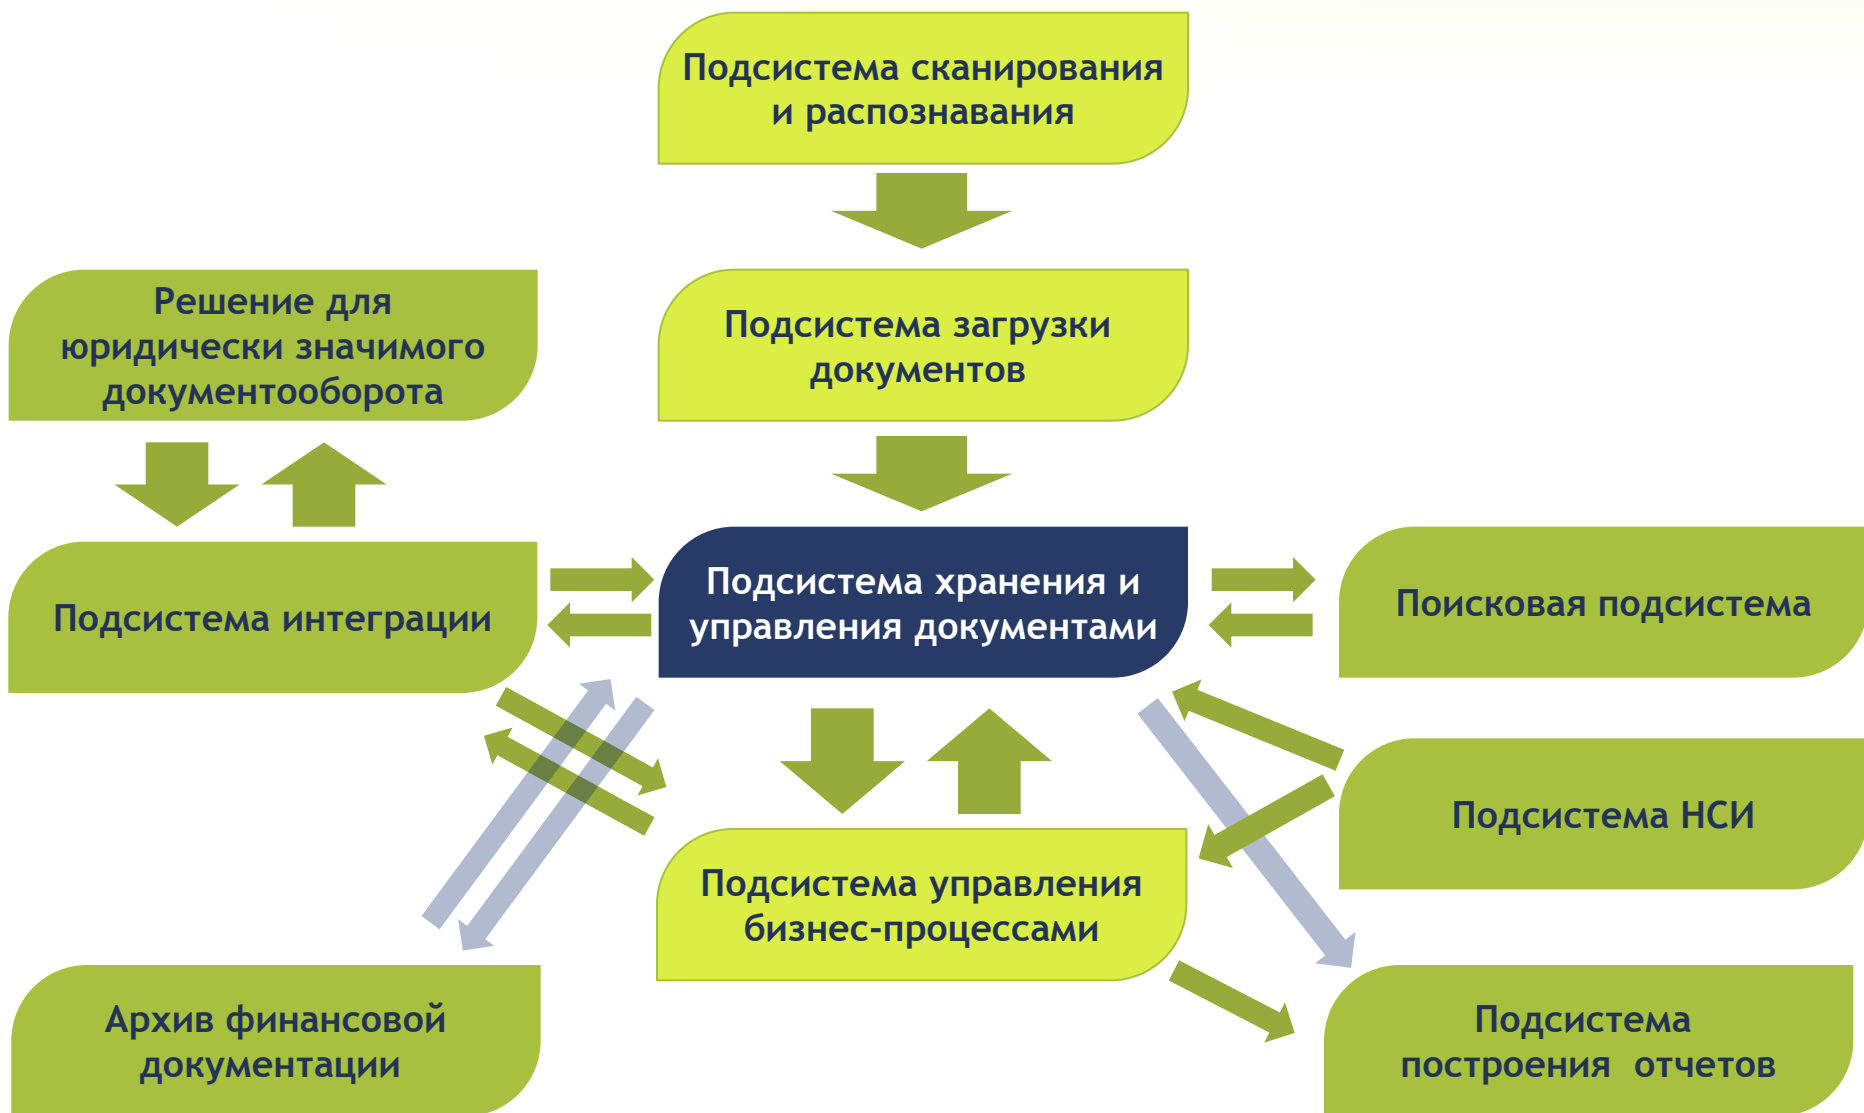 Подсистема сканирования
и распознавания
Решение для
юридически значимого
документооборота
Подсистема загрузки
документов
Подсистема интеграции
Подсистема хранения и
управления документами
Поисковая подсистема
Подсистема НСИ
Подсистема управления
бизнес-процессами
Архив финансовой
документации
Подсистема
построения отчетов